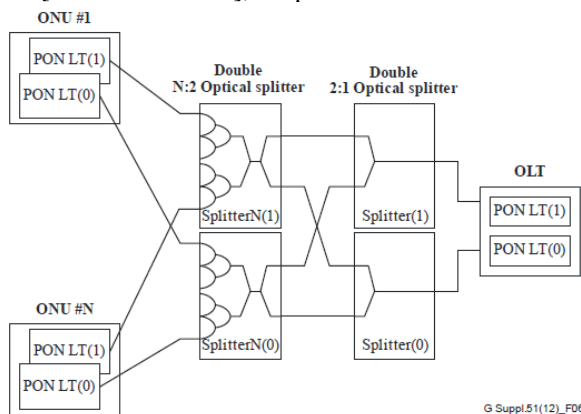 ONU #1
PON LT(1)
PON LT(0)
Double
N:2 Optical splitter
Double
2:1 Optical splitter
SplitterN(1)
Splitter(1)
OLT
PON LT(1)
PON LT(0)
ONU #N
PON LT(1)
PON LT(0)
SplitterN(0)
Splitter(0)
G Suppl.51(12)_F06